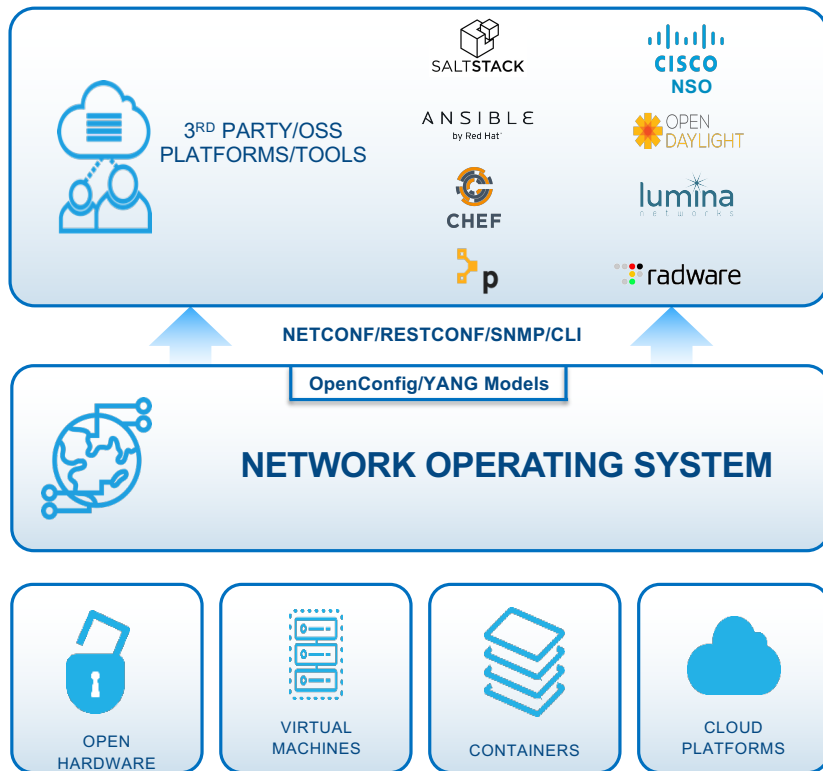 3RD PARTY/OSS
PLATFORMS/TOOLS
SALTSTACK
CISCO
NSO
ANSIBLE
by Red Hat
OPEN
DAYLIGHT
CHEF
lumina
networks
p
radware
NETCONF/RESTCONF/SNMP/CLI
OpenConfig/YANG Models
NETWORK OPERATING SYSTEM
OPEN
HARDWARE
VIRTUAL
MACHINES
CONTAINERS
CLOUD
PLATFORMS